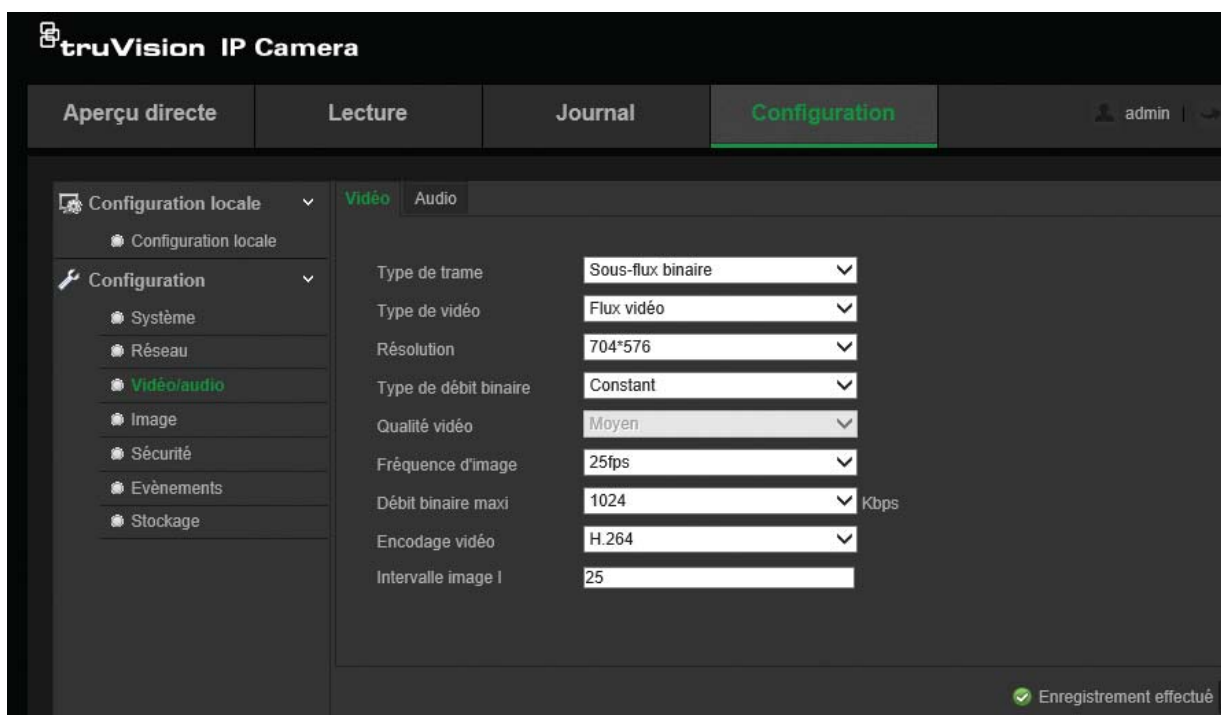 truVision IP Camera
Aperçu directe
Lecture
Journal
Configuration
admin
Configuration locale
Configuration locale
Configuration
Système
Réseau
Vidéo/audio
Image
Sécurité
Evènements
Stockage
Vidéo
Audio
Type de trame
Sous-flux binaire
Type de vidéo
Flux vidéo
Résolution
704*576
Type de débit binaire
Constant
Qualité vidéo
Moyen
Fréquence d'image
25fps
Débit binaire maxi
1024
Kbps
Encodage vidéo
H.264
Intervalle image I
25
Enregistrement effectué